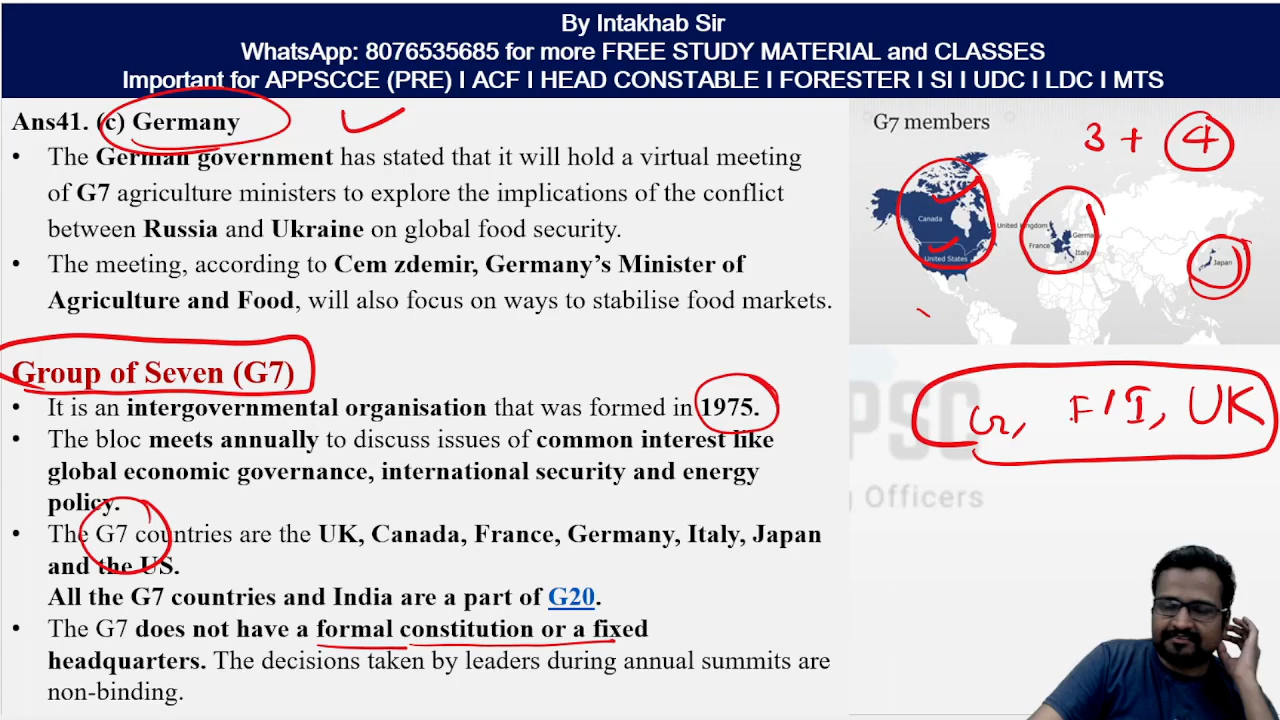 By Intakhab Sir
WhatsApp: 8076535685 for more FREE STUDY MATERIAL and CLASSES
Important for APPSCCE (PRE) I ACF I HEAD CONSTABLE I FORESTER I SI I UDC I LDC I MTS
Ans41. (c) Germany
• The German government has stated that it will hold a virtual meeting
of G7 agriculture ministers to explore the implications of the conflict
between Russia and Ukraine on global food security.
• The meeting, according to Cem zdemir, Germany's Minister of
Agriculture and Food, will also focus on ways to stabilise food markets.
Group of Seven (G7)
• It is an intergovernmental organisation that was formed in 1975.
• The bloc meets annually to discuss issues of common interest like
global economic governance, international security and energy
policy.
• The G7 countries are the UK, Canada, France, Germany, Italy, Japan
and the US.
All the G7 countries and India are a part of G20.
• The G7 does not have a formal constitution or a fixed
headquarters. The decisions taken by leaders during annual summits are
non-binding.
G7 members
3 + 4
Canada
United States
United Kingdom
Germany
France
Italy
Japan
G, F, I, UK
PSC
Officers